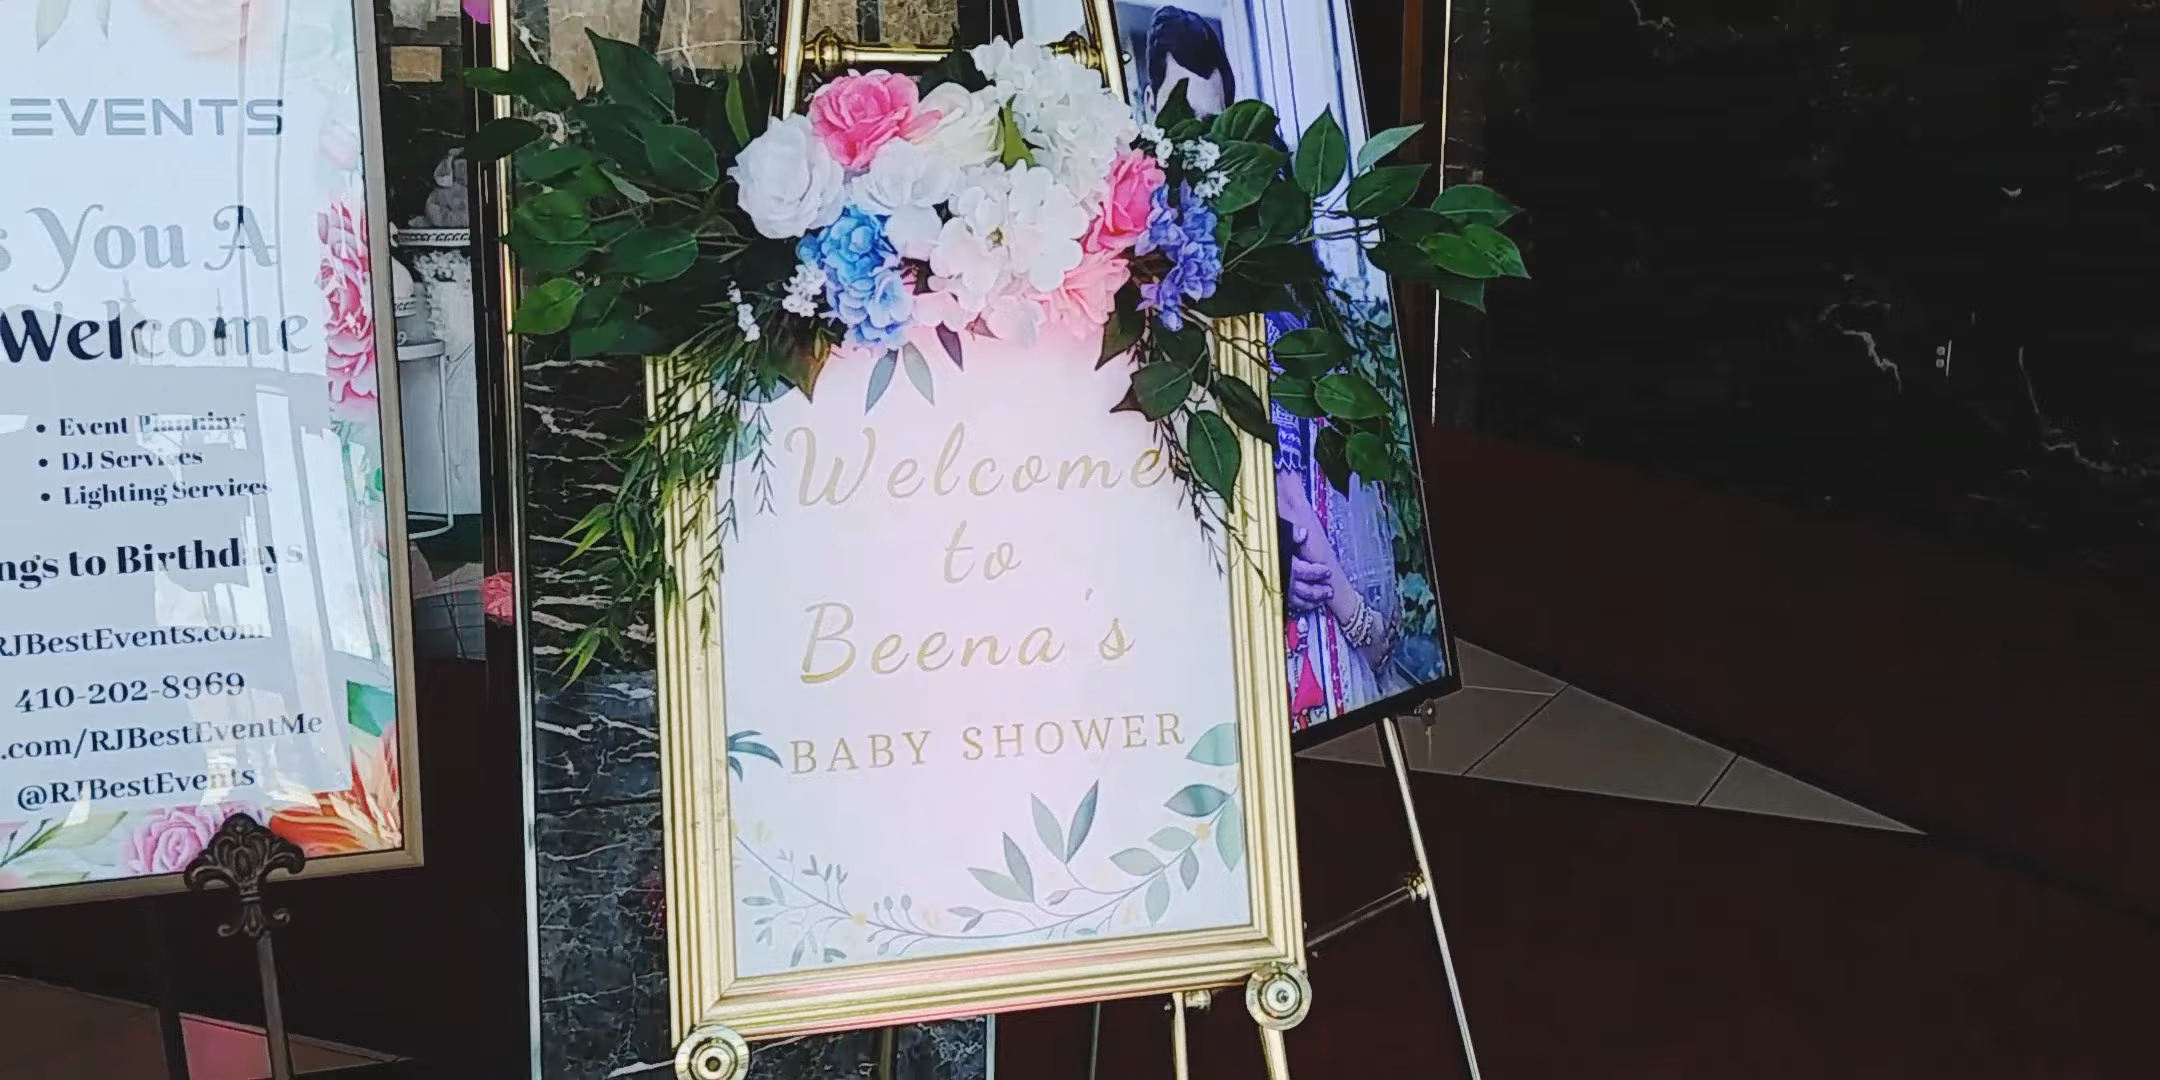 EVENTS
You A
Welcome
• Event Planning
• DJ Services
• Lighting Services
to Birthdays
RJBestEvents.com
410-202-8969
.com/RJBestEventMe
@RJBestEvents
Welcome
to
Beena's
BABY SHOWER